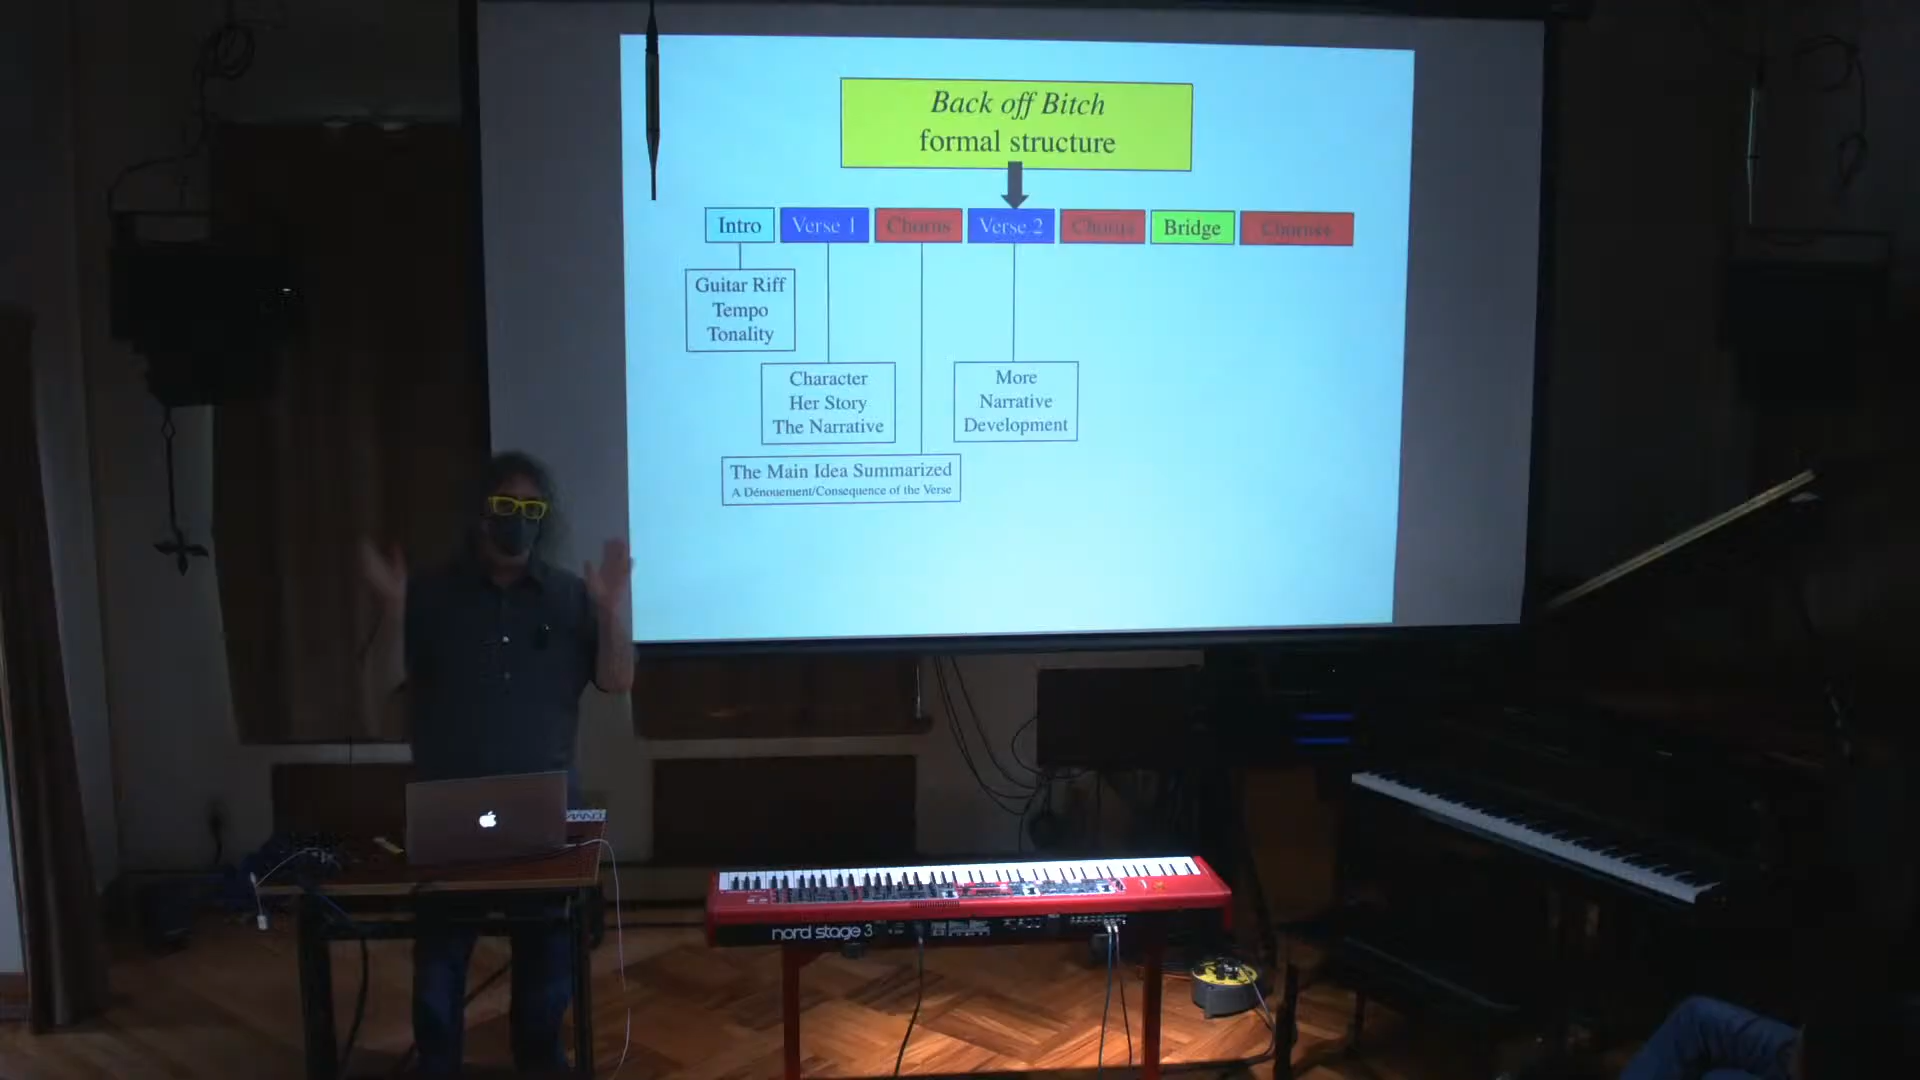 Back off Bitch
formal structure
Intro
Verse 1
Chorus
Verse 2
Chorus
Bridge
Chorus+
Guitar Riff
Tempo
Tonality
Character
Her Story
The Narrative
More
Narrative
Development
The Main Idea Summarized
A Dénouement/Consequence of the Verse
nord stage 3